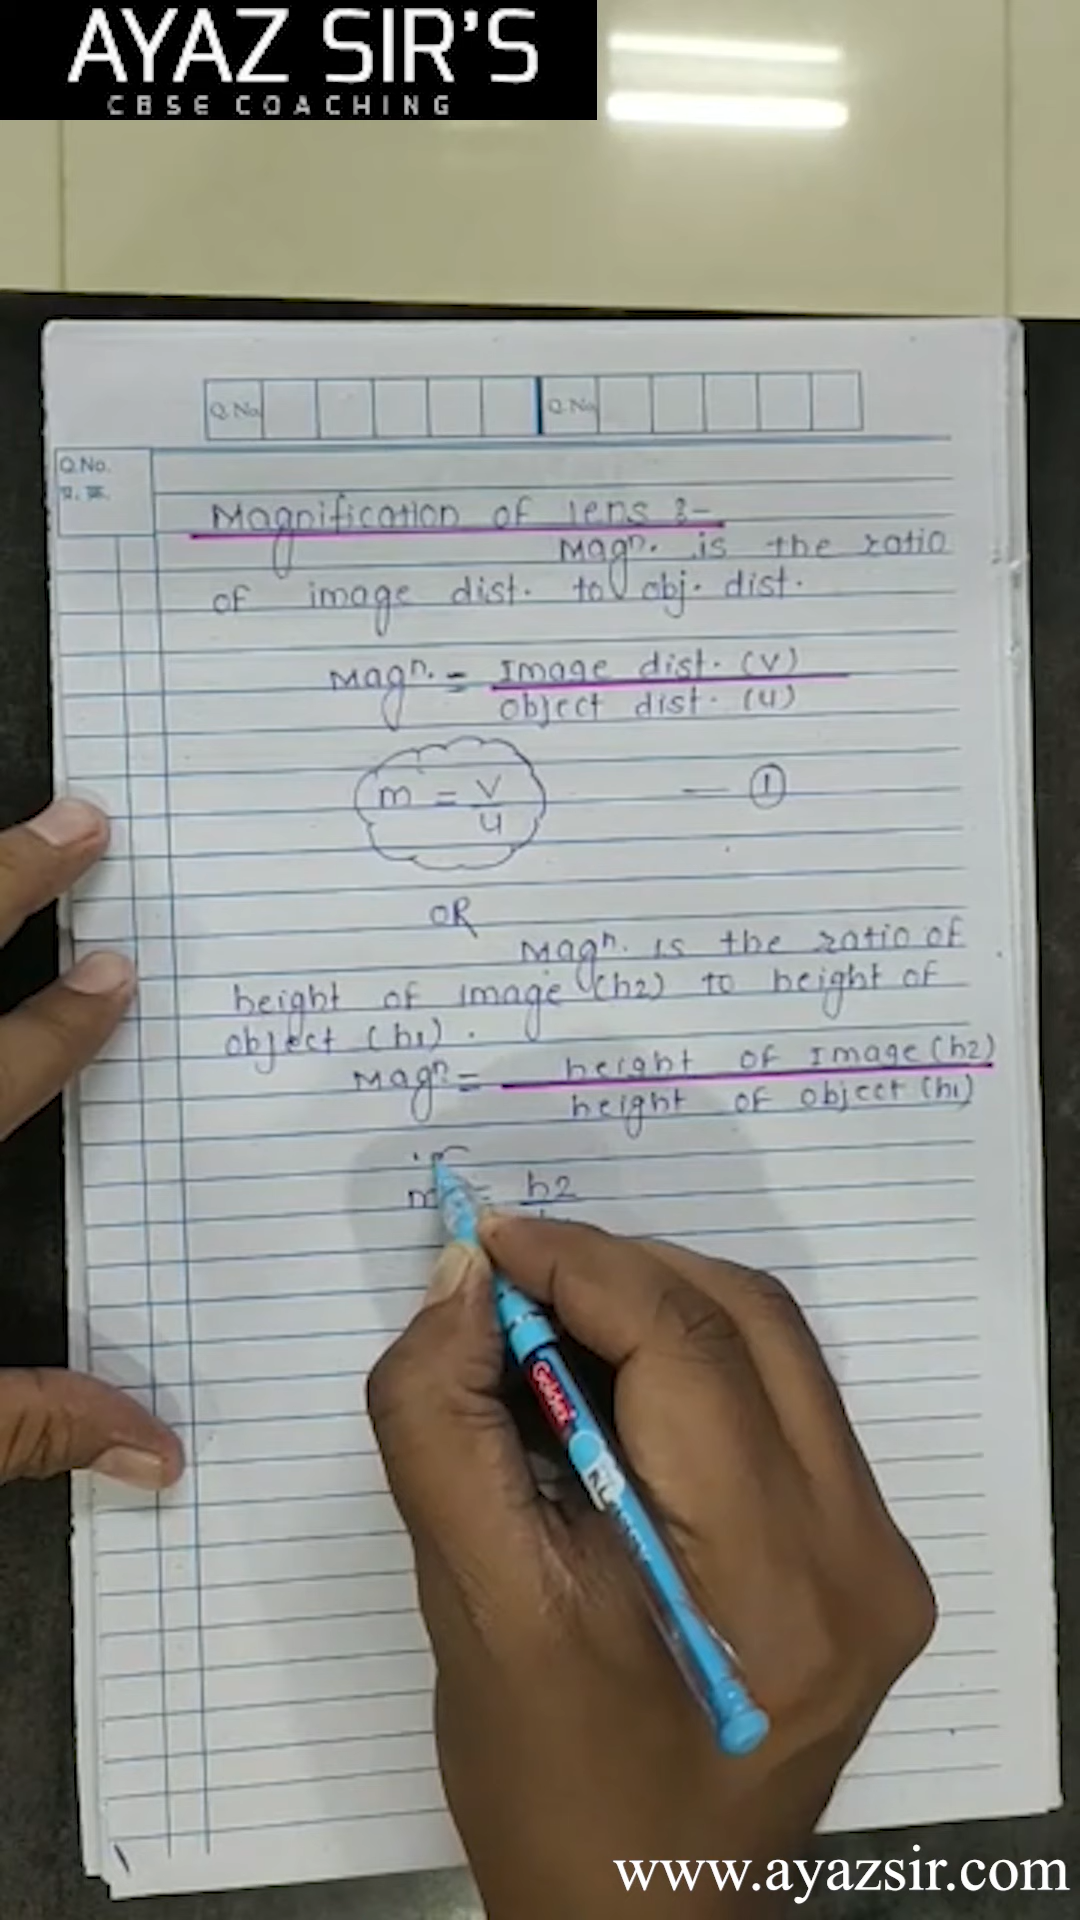 AYAZ SIR'S
CBSE COACHING
Q.No. Q.No.
Q.No.
प्र. सं.
Magnification of lens :-
Magn. is the ratio
of image dist. to obj. dist.
Magn. = Image dist. (v)
Object dist. (u)
m = v
u
— ①
OR
Magn. is the ratio of
height of image (h2) to height of
object (h1).
Magn. = height of Image (h2)
height of object (h1)
m = h2
Goldex
KLASSY
www.ayazsir.com